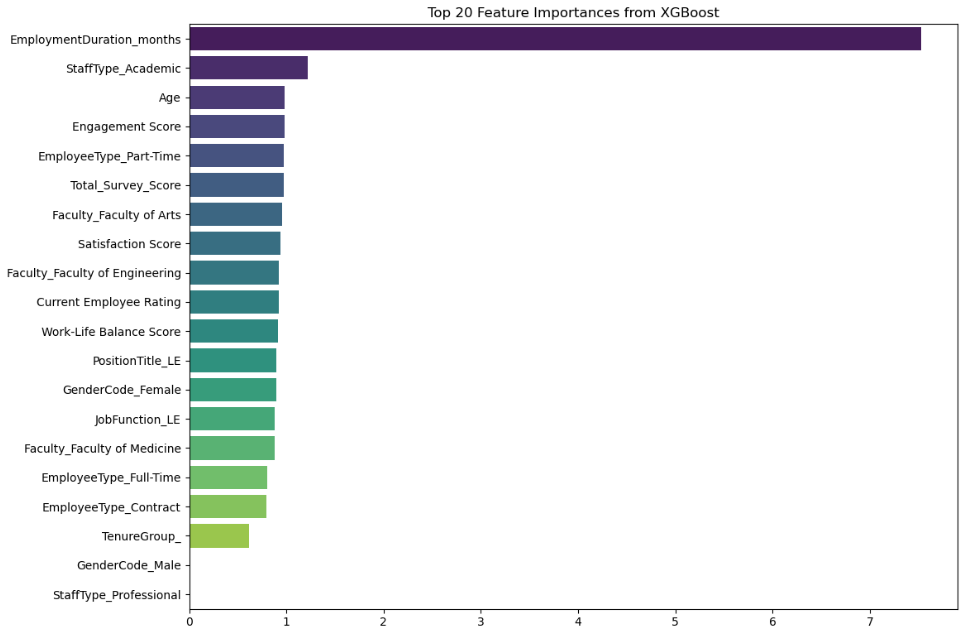 Top 20 Feature Importances from XGBoost
EmploymentDuration_months
StaffType_Academic
Age
Engagement Score
EmployeeType_Part-Time
Total_Survey_Score
Faculty_Faculty of Arts
Satisfaction Score
Faculty_Faculty of Engineering
Current Employee Rating
Work-Life Balance Score
PositionTitle_LE
GenderCode_Female
JobFunction_LE
Faculty_Faculty of Medicine
EmployeeType_Full-Time
EmployeeType_Contract
TenureGroup_
GenderCode_Male
StaffType_Professional
0 1 2 3 4 5 6 7